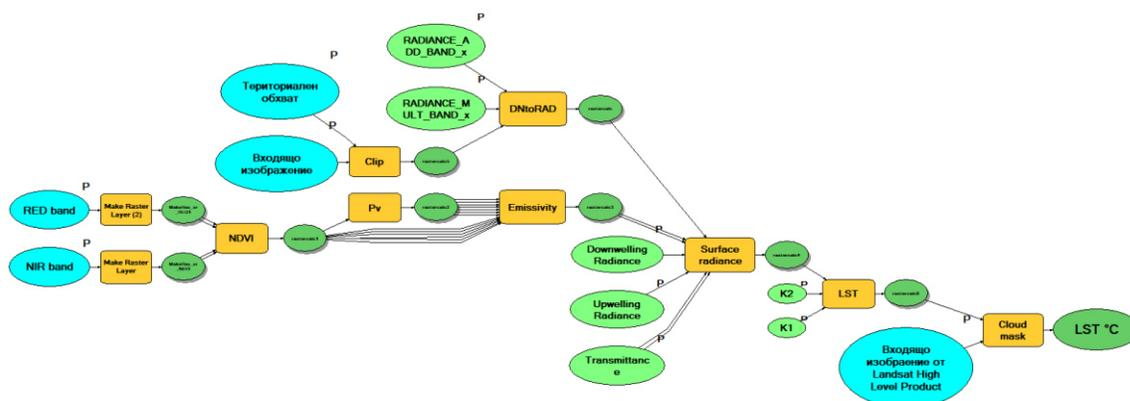 P
P
RADIANCE_A
DD_BAND_x
P
Териториален
обхват
RADIANCE_M
ULT_BAND_x
DNtoRAD
P
Входящо
изображение
Clip
P
RED band
Make Raster
Layer (2)
Pv
Emissivity
NDVI
P
NIR band
Make Raster
Layer
Downwelling
Radiance
P
Surface
radiance
Upwelling
Radiance
P
K2
P
LST
K1
P
P
Cloud
mask
LST °C
Transmittanc
e
P
Входящо
изобраение от
Landsat High
Level Product